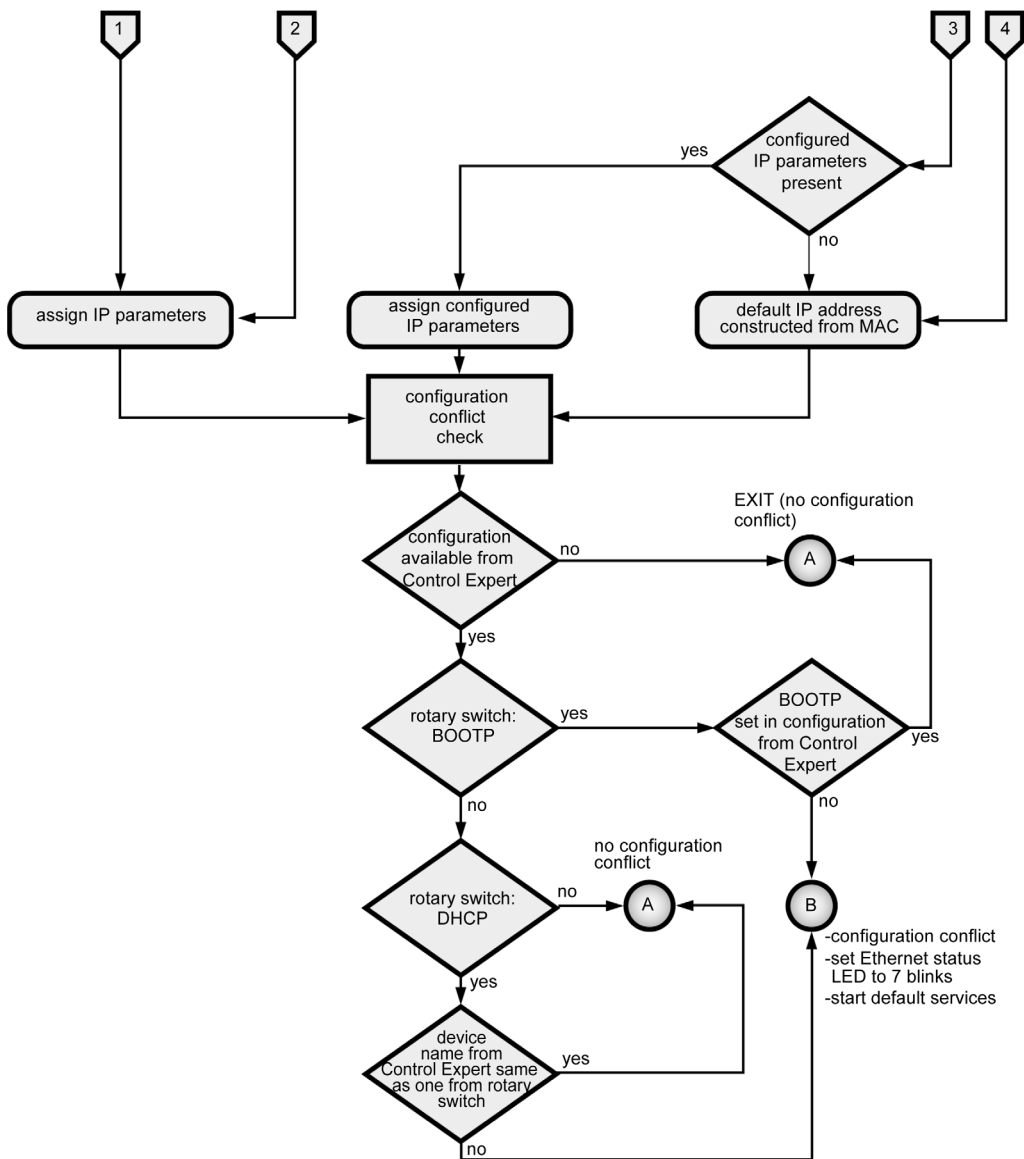 1
2
3
4
configured
IP parameters
present
yes
no
assign IP parameters
assign configured
IP parameters
default IP address
constructed from MAC
configuration
conflict
check
EXIT (no configuration
conflict)
configuration
available from
Control Expert
no
A
yes
rotary switch:
BOOTP
yes
BOOTP
set in configuration
from Control
Expert
yes
no
no
no configuration
conflict
rotary switch:
DHCP
no
A
B
-configuration conflict
-set Ethernet status
LED to 7 blinks
-start default services
yes
device
name from
Control Expert same
as one from rotary
switch
yes
no